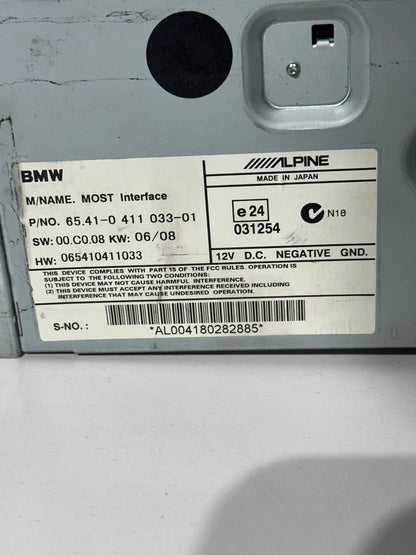 BMW
M/NAME. MOST Interface
P/NO. 65.41-0 411 033-01
SW: 00.C0.08 KW: 06/08
HW: 065410411033
ALPINE
MADE IN JAPAN
e24
031254
N18
12V D.C. NEGATIVE GND.
THIS DEVICE COMPLIES WITH PART 15 OF THE FCC RULES. OPERATION IS
SUBJECT TO THE FOLLOWING TWO CONDITIONS:
(1) THIS DEVICE MAY NOT CAUSE HARMFUL INTERFERENCE.
(2) THIS DEVICE MUST ACCEPT ANY INTERFERENCE RECEIVED INCLUDING
INTERFERENCE THAT MAY CAUSE UNDESIRED OPERATION.
S-NO.:
*AL004180282885*